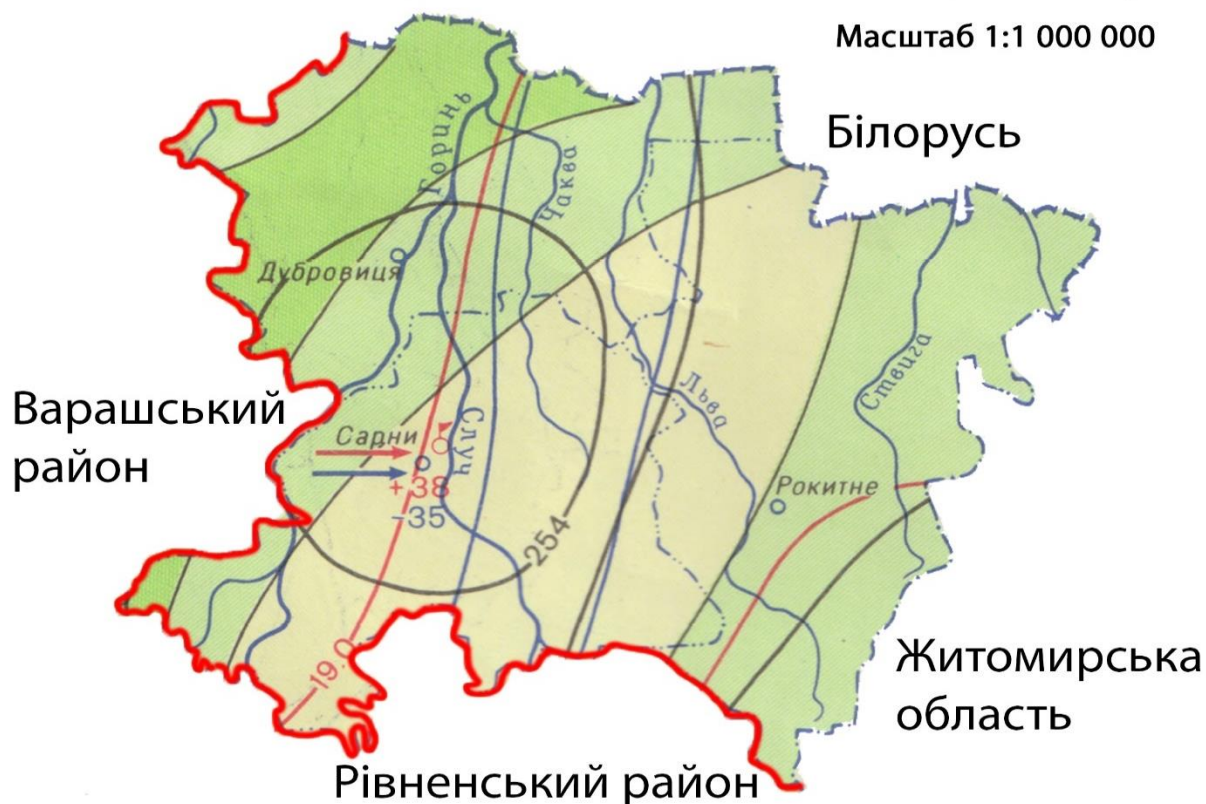 Масштаб 1:1 000 000
Білорусь
Горинь
Чаква
Дубровиця
Ствига
Льва
Варашський
район
Сарни
Случ
+38
-35
Рокитне
254
19.0
Житомирська
область
Рівненський район